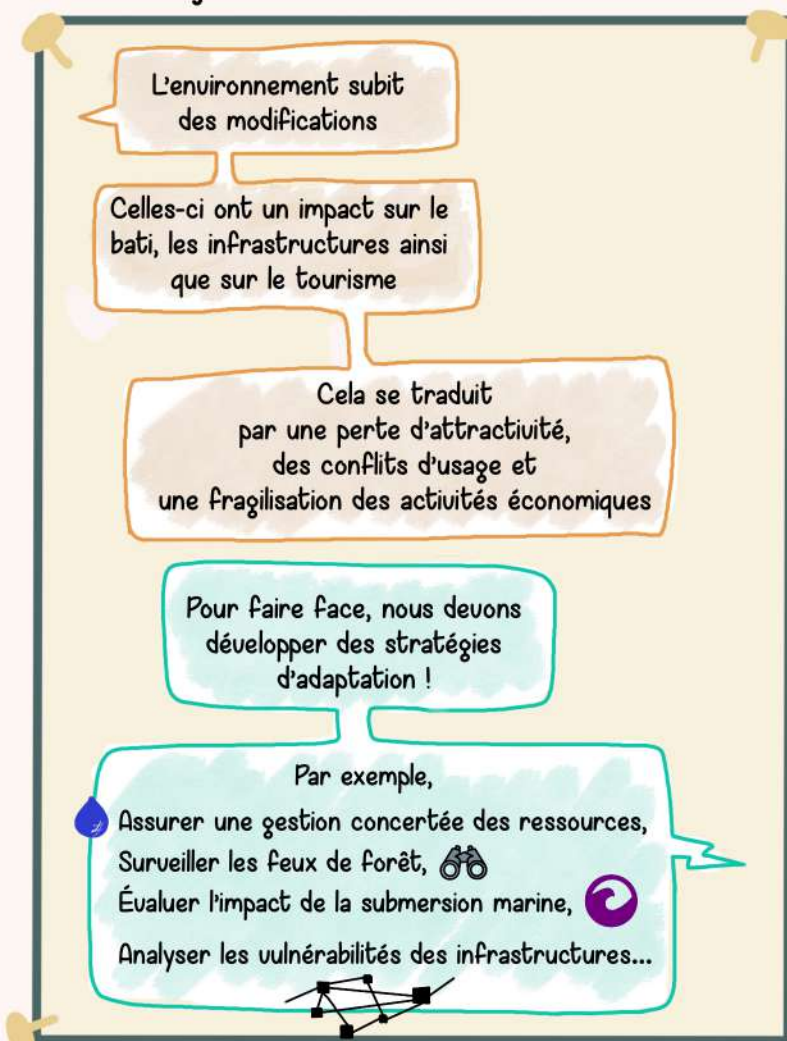 L'environnement subit
des modifications
Celles-ci ont un impact sur le
bati, les infrastructures ainsi
que sur le tourisme
Cela se traduit
par une perte d'attractivité,
des conflits d'usage et
une fragilisation des activités économiques
Pour faire face, nous devons
développer des stratégies
d'adaptation !
Par exemple,
Assurer une gestion concertée des ressources,
Surveiller les feux de forêt,
Évaluer l'impact de la submersion marine,
Analyser les vulnérabilités des infrastructures...